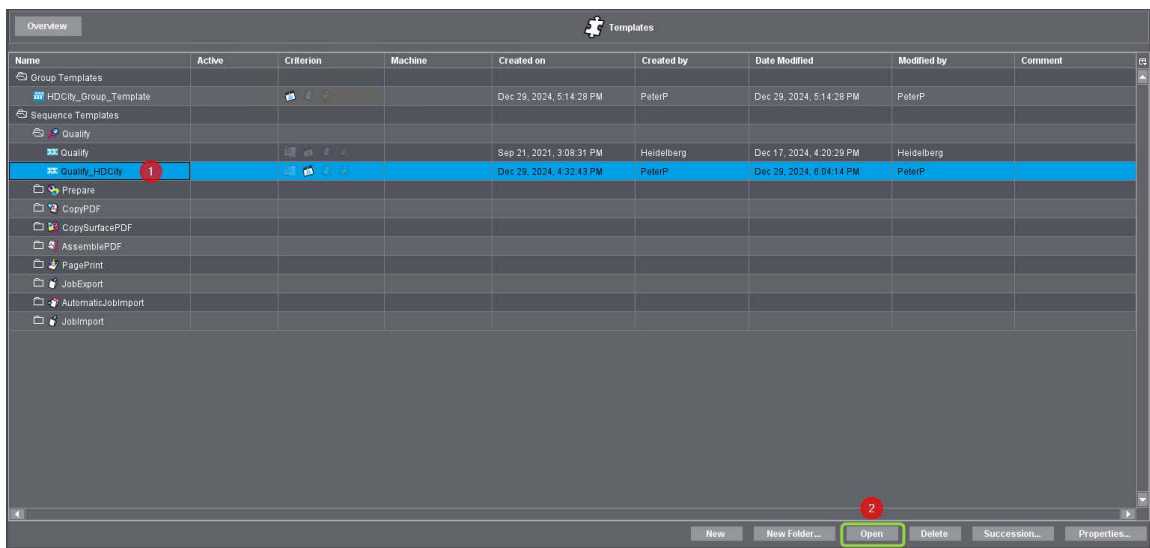 Overview
Templates
Name Active Criterion Machine Created on Created by Date Modified Modified by Comment
Group Templates
HDCity_Group_Template Dec 29, 2024, 5:14:28 PM PeterP Dec 29, 2024, 5:14:28 PM PeterP
Sequence Templates
Qualify
Qualify Sep 21, 2021, 3:08:31 PM Heidelberg Dec 17, 2024, 4:20:29 PM Heidelberg
Qualify_HDCity 1 Dec 29, 2024, 4:32:43 PM PeterP Dec 29, 2024, 6:04:14 PM PeterP
Prepare
CopyPDF
CopySurfacePDF
AssemblePDF
PagePrint
JobExport
AutomaticJobImport
JobImport
2
New New Folder... Open Delete Succession... Properties...